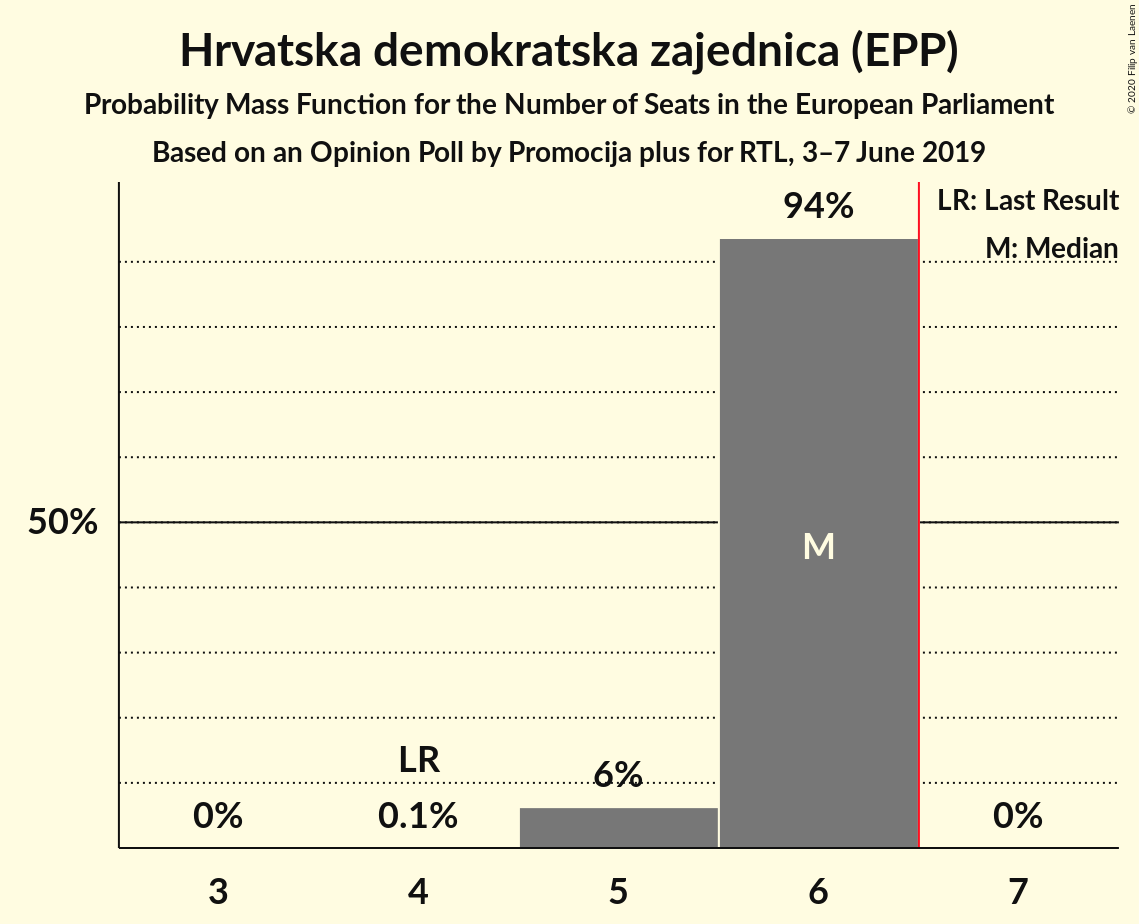 Hrvatska demokratska zajednica (EPP)
Probability Mass Function for the Number of Seats in the European Parliament
Based on an Opinion Poll by Promocija plus for RTL, 3–7 June 2019
© 2020 Filip van Laenen
LR: Last Result
M: Median
94%
50%
M
LR
6%
0%
0.1%
0%
3
4
5
6
7